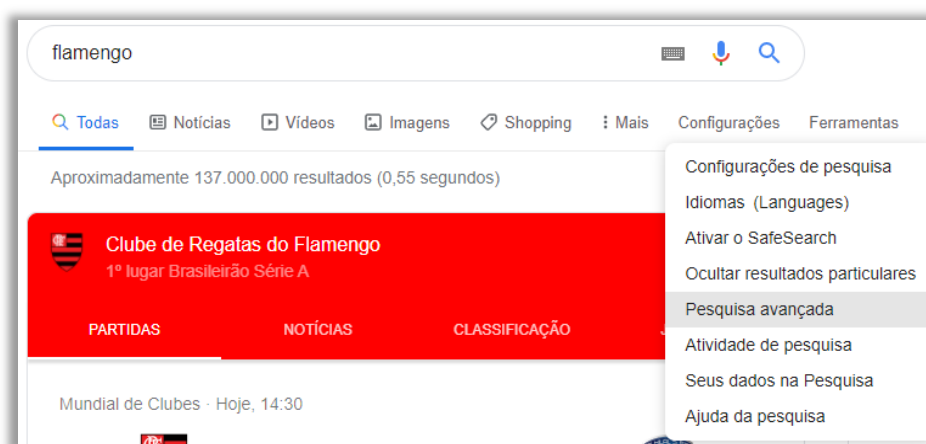 flamengo
Todas Notícias Vídeos Imagens Shopping Mais Configurações Ferramentas
Aproximadamente 137.000.000 resultados (0,55 segundos)
Configurações de pesquisa
Idiomas (Languages)
Ativar o SafeSearch
Ocultar resultados particulares
Pesquisa avançada
Atividade de pesquisa
Seus dados na Pesquisa
Ajuda da pesquisa
Clube de Regatas do Flamengo
1º lugar Brasileirão Série A
PARTIDAS NOTÍCIAS CLASSIFICAÇÃO
Mundial de Clubes · Hoje, 14:30